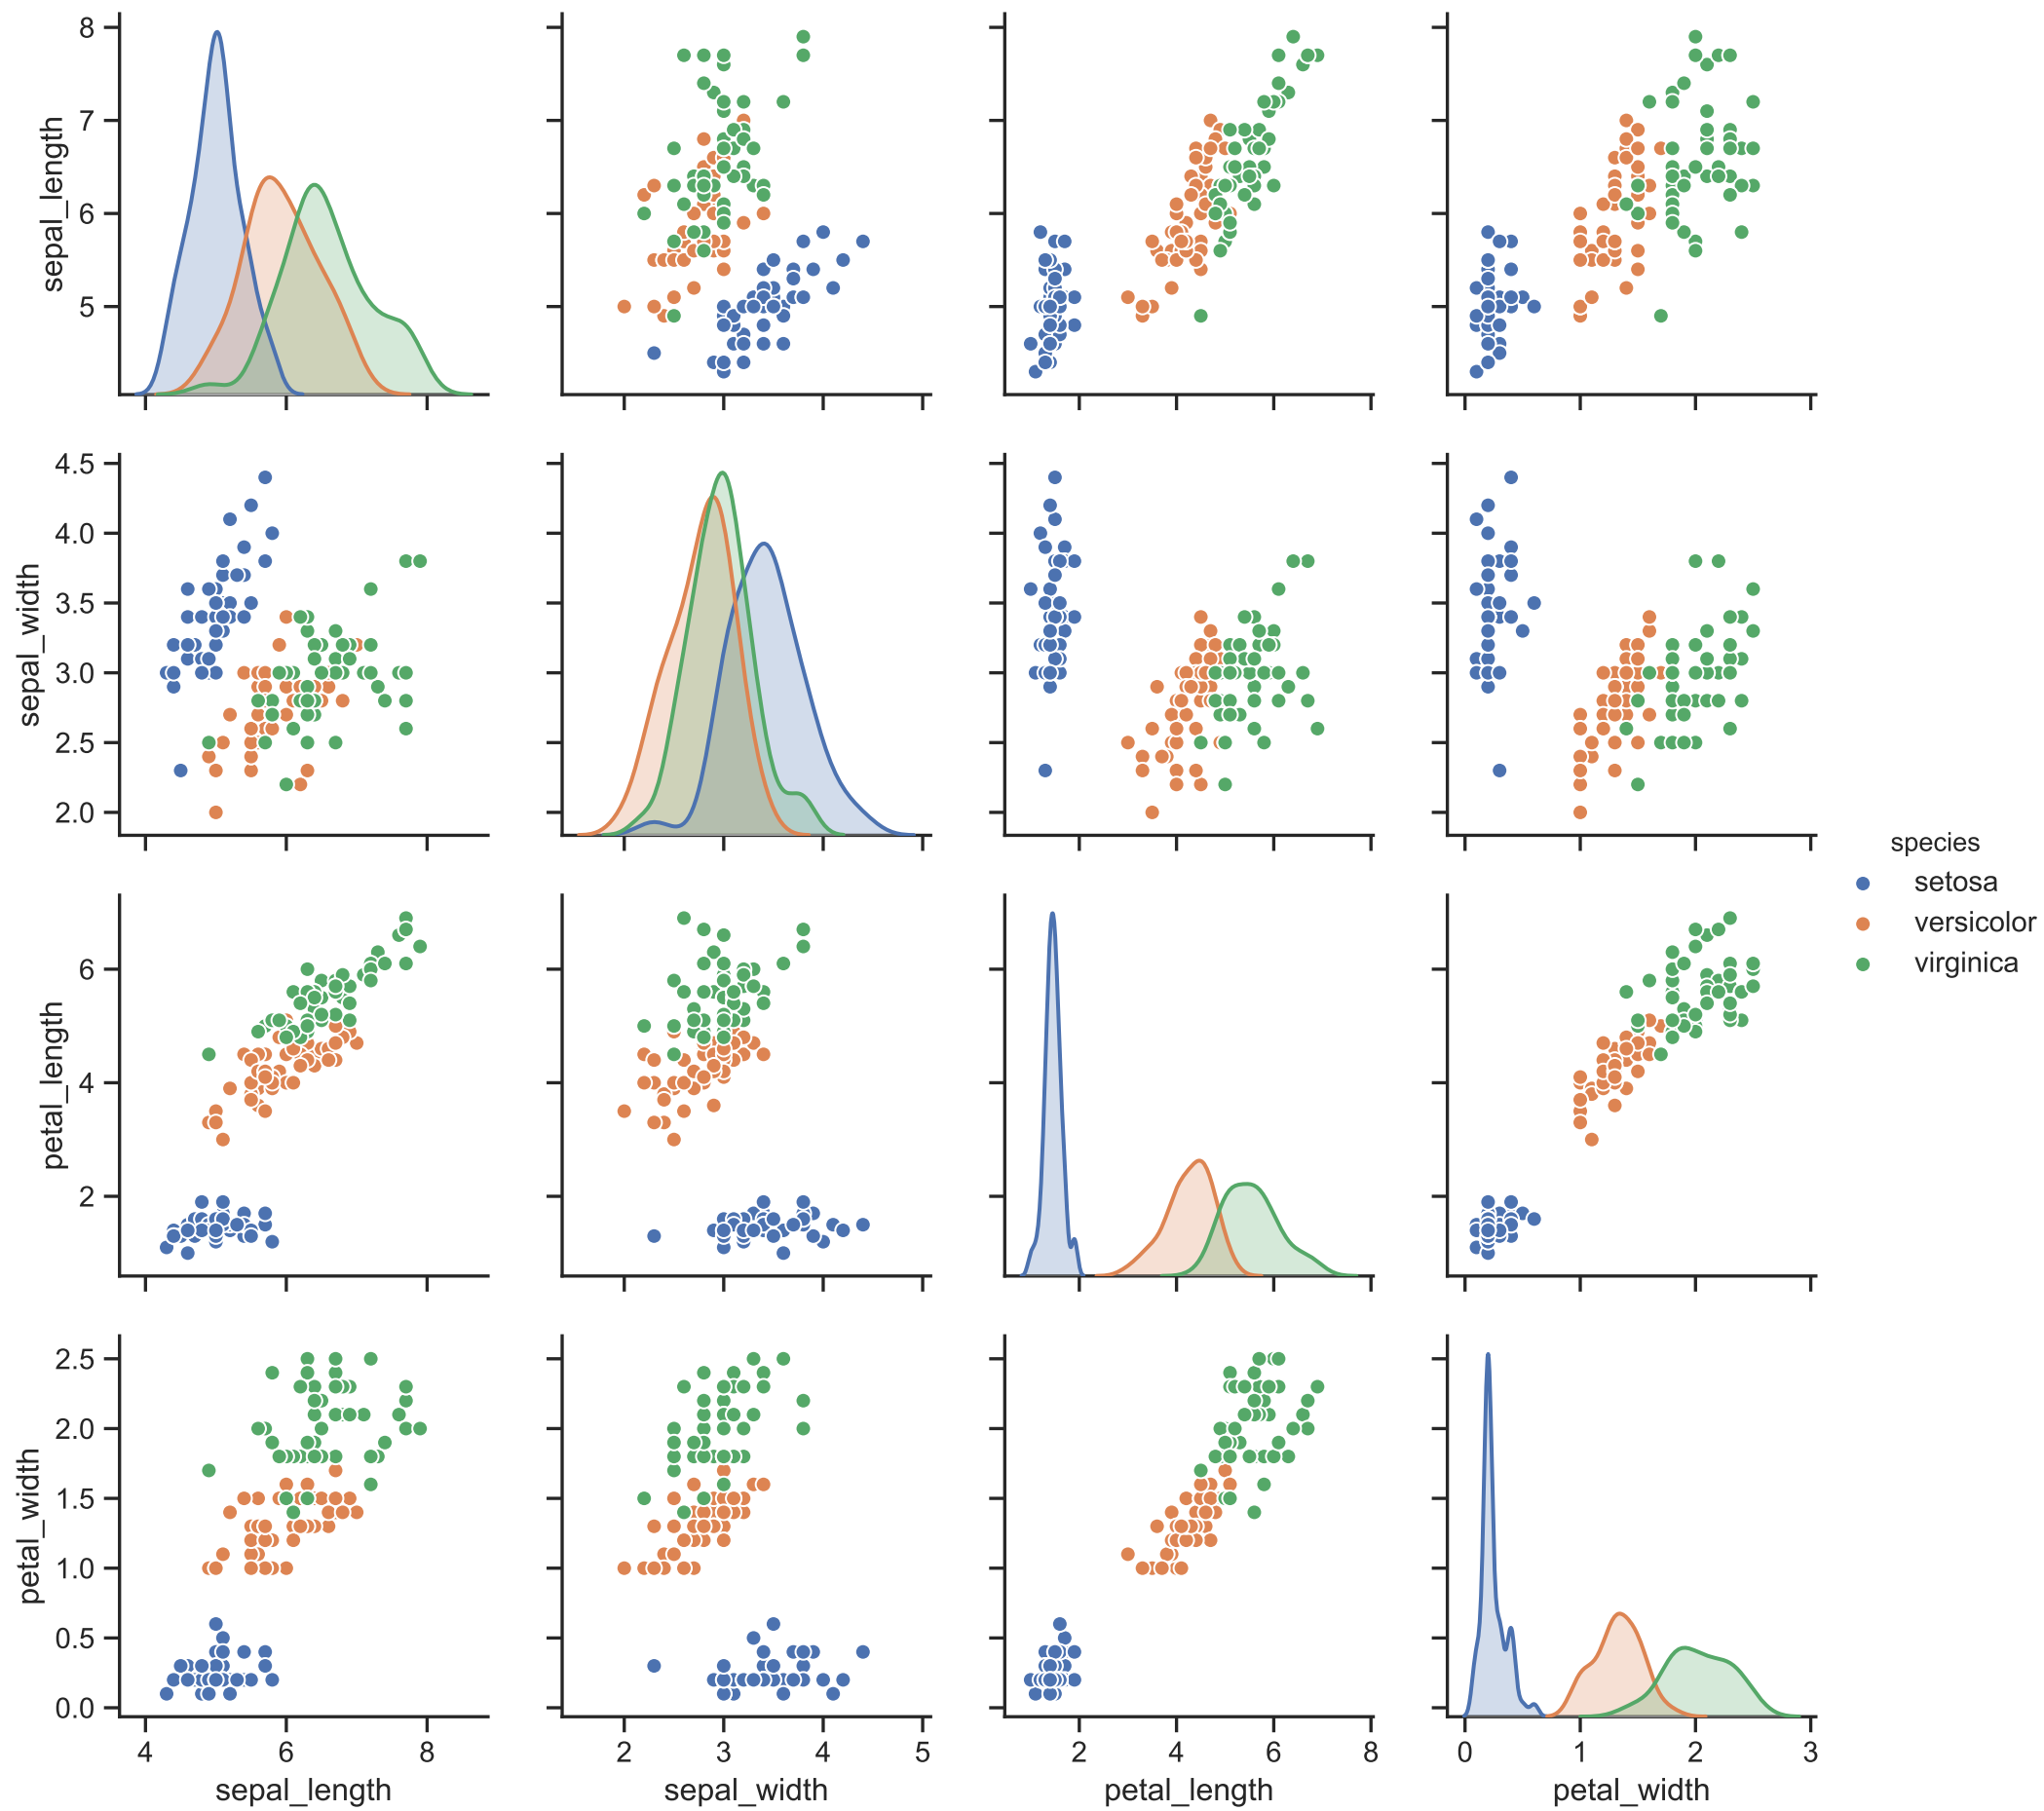 8
7
6
5
sepal_length
4.5
4.0
3.5
3.0
2.5
2.0
sepal_width
6
4
2
petal_length
2.5
2.0
1.5
1.0
0.5
0.0
petal_width
4 6 8
2 3 4 5
2 4 6 8
0 1 2 3
sepal_length
sepal_width
petal_length
petal_width
species
setosa
versicolor
virginica